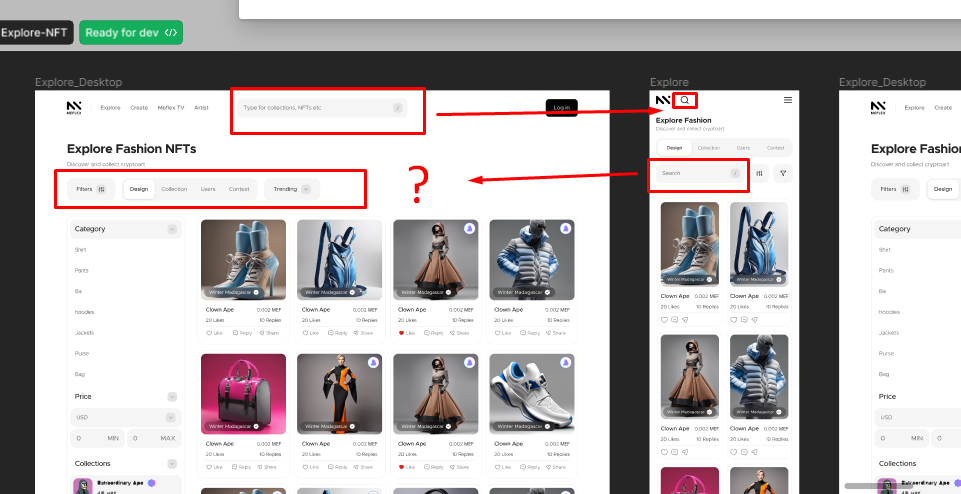 Explore-NFT
Ready for dev </>
Explore_Desktop
Explore
Explore_Desktop
MEFLEX
Explore Create Meflex TV Artist
Type for collections, NFTs etc /
Log in
Explore Fashion NFTs
Discover and collect cryptoart
Filters
Design Collection Users Contest
Trending
?
Category
Shirt
Pants
Ba
hoodies
Jackets
Purse
Bag
Price
USD
0 MIN 0 MAX
Collections
Extraordinary Ape
Winter Madagascar
Winter Madagascar
Winter Madagascar
Winter Madagascar
Clown Ape 0.002 MEF
Clown Ape 0.002 MEF
Clown Ape 0.002 MEF
Clown Ape 0.002 MEF
20 Likes 10 Replies
20 Likes 10 Replies
20 Likes 10 Replies
20 Likes 10 Replies
Like Reply Share
Like Reply Share
Like Reply Share
Like Reply Share
Winter Madagascar
Winter Madagascar
Winter Madagascar
Winter Madagascar
Clown Ape 0.002 MEF
Clown Ape 0.002 MEF
Clown Ape 0.002 MEF
Clown Ape 0.002 MEF
20 Likes 10 Replies
20 Likes 10 Replies
20 Likes 10 Replies
20 Likes 10 Replies
Like Reply Share
Like Reply Share
Like Reply Share
Like Reply Share
Explore Fashion
Discover and collect cryptoart
Design Collection Users Contest
Search /
Winter Madagascar
Winter Madagascar
Clown Ape 0.002 MEF
Clown Ape 0.002 MEF
20 Likes 10 Replies
20 Likes 10 Replies
Winter Madagascar
Winter Madagascar
Clown Ape 0.002 MEF
Clown Ape 0.002 MEF
20 Likes 10 Replies
20 Likes 10 Replies
MEFLEX
Explore Create
Explore Fashion
Discover and collect cryptoart
Filters
Design
Category
Shirt
Pants
Ba
hoodies
Jackets
Purse
Bag
Price
USD
0 MIN 0
Collections
Extraordinary Ape